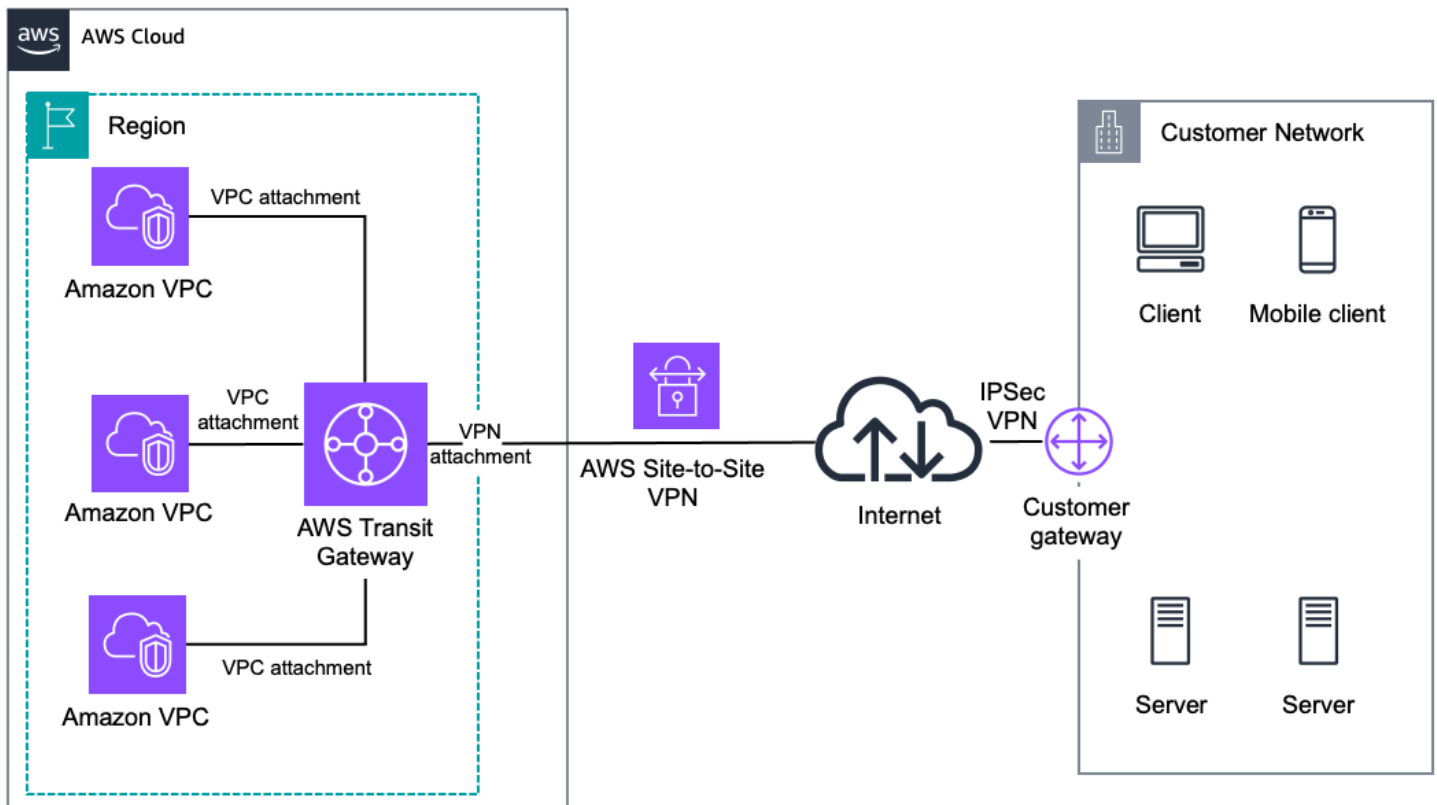 aws
AWS Cloud
Region
VPC attachment
Amazon VPC
VPC
attachment
Amazon VPC
AWS Transit
Gateway
VPC attachment
Amazon VPC
VPN
attachment
AWS Site-to-Site
VPN
Internet
IPSec
VPN
Customer
gateway
Customer Network
Client
Mobile client
Server
Server